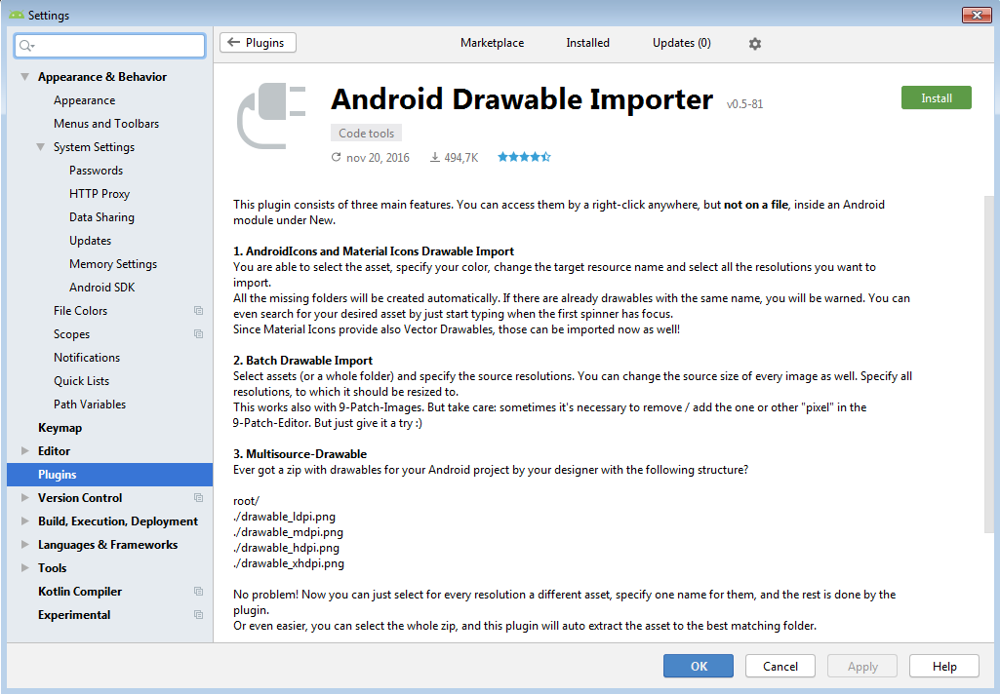 Settings
Plugins
Marketplace
Installed
Updates (0)
Appearance & Behavior
Appearance
Menus and Toolbars
System Settings
Passwords
HTTP Proxy
Data Sharing
Updates
Memory Settings
Android SDK
File Colors
Scopes
Notifications
Quick Lists
Path Variables
Keymap
Editor
Plugins
Version Control
Build, Execution, Deployment
Languages & Frameworks
Tools
Kotlin Compiler
Experimental
Android Drawable Importer v0.5-81
Install
Code tools
nov 20, 2016 494,7K
This plugin consists of three main features. You can access them by a right-click anywhere, but not on a file, inside an Android
module under New.
1. AndroidIcons and Material Icons Drawable Import
You are able to select the asset, specify your color, change the target resource name and select all the resolutions you want to
import.
All the missing folders will be created automatically. If there are already drawables with the same name, you will be warned. You can
even search for your desired asset by just start typing when the first spinner has focus.
Since Material Icons provide also Vector Drawables, those can be imported now as well!
2. Batch Drawable Import
Select assets (or a whole folder) and specify the source resolutions. You can change the source size of every image as well. Specify all
resolutions, to which it should be resized to.
This works also with 9-Patch-Images. But take care: sometimes it's necessary to remove / add the one or other "pixel" in the
9-Patch-Editor. But just give it a try :)
3. Multisource-Drawable
Ever got a zip with drawables for your Android project by your designer with the following structure?
root/
./drawable_ldpi.png
./drawable_mdpi.png
./drawable_hdpi.png
./drawable_xhdpi.png
No problem! Now you can just select for every resolution a different asset, specify one name for them, and the rest is done by the
plugin.
Or even easier, you can select the whole zip, and this plugin will auto extract the asset to the best matching folder.
OK
Cancel
Apply
Help